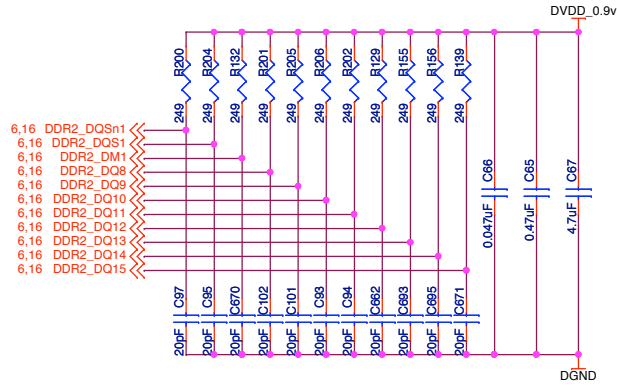 DVDD_0.9v
R200 R204 R132 R201 R205 R206 R202 R129 R155 R156 R139
249 249 249 249 249 249 249 249 249 249 249
6,16 DDR2_DQSn1
6,16 DDR2_DQS1
6,16 DDR2_DM1
6,16 DDR2_DQ8
6,16 DDR2_DQ9
6,16 DDR2_DQ10
6,16 DDR2_DQ11
6,16 DDR2_DQ12
6,16 DDR2_DQ13
6,16 DDR2_DQ14
6,16 DDR2_DQ15
C66 C65 C67
0.047uF 0.47uF 4.7uF
C97 C95 C670 C102 C101 C93 C94 C662 C693 C695 C671
20pF 20pF 20pF 20pF 20pF 20pF 20pF 20pF 20pF 20pF 20pF
DGND